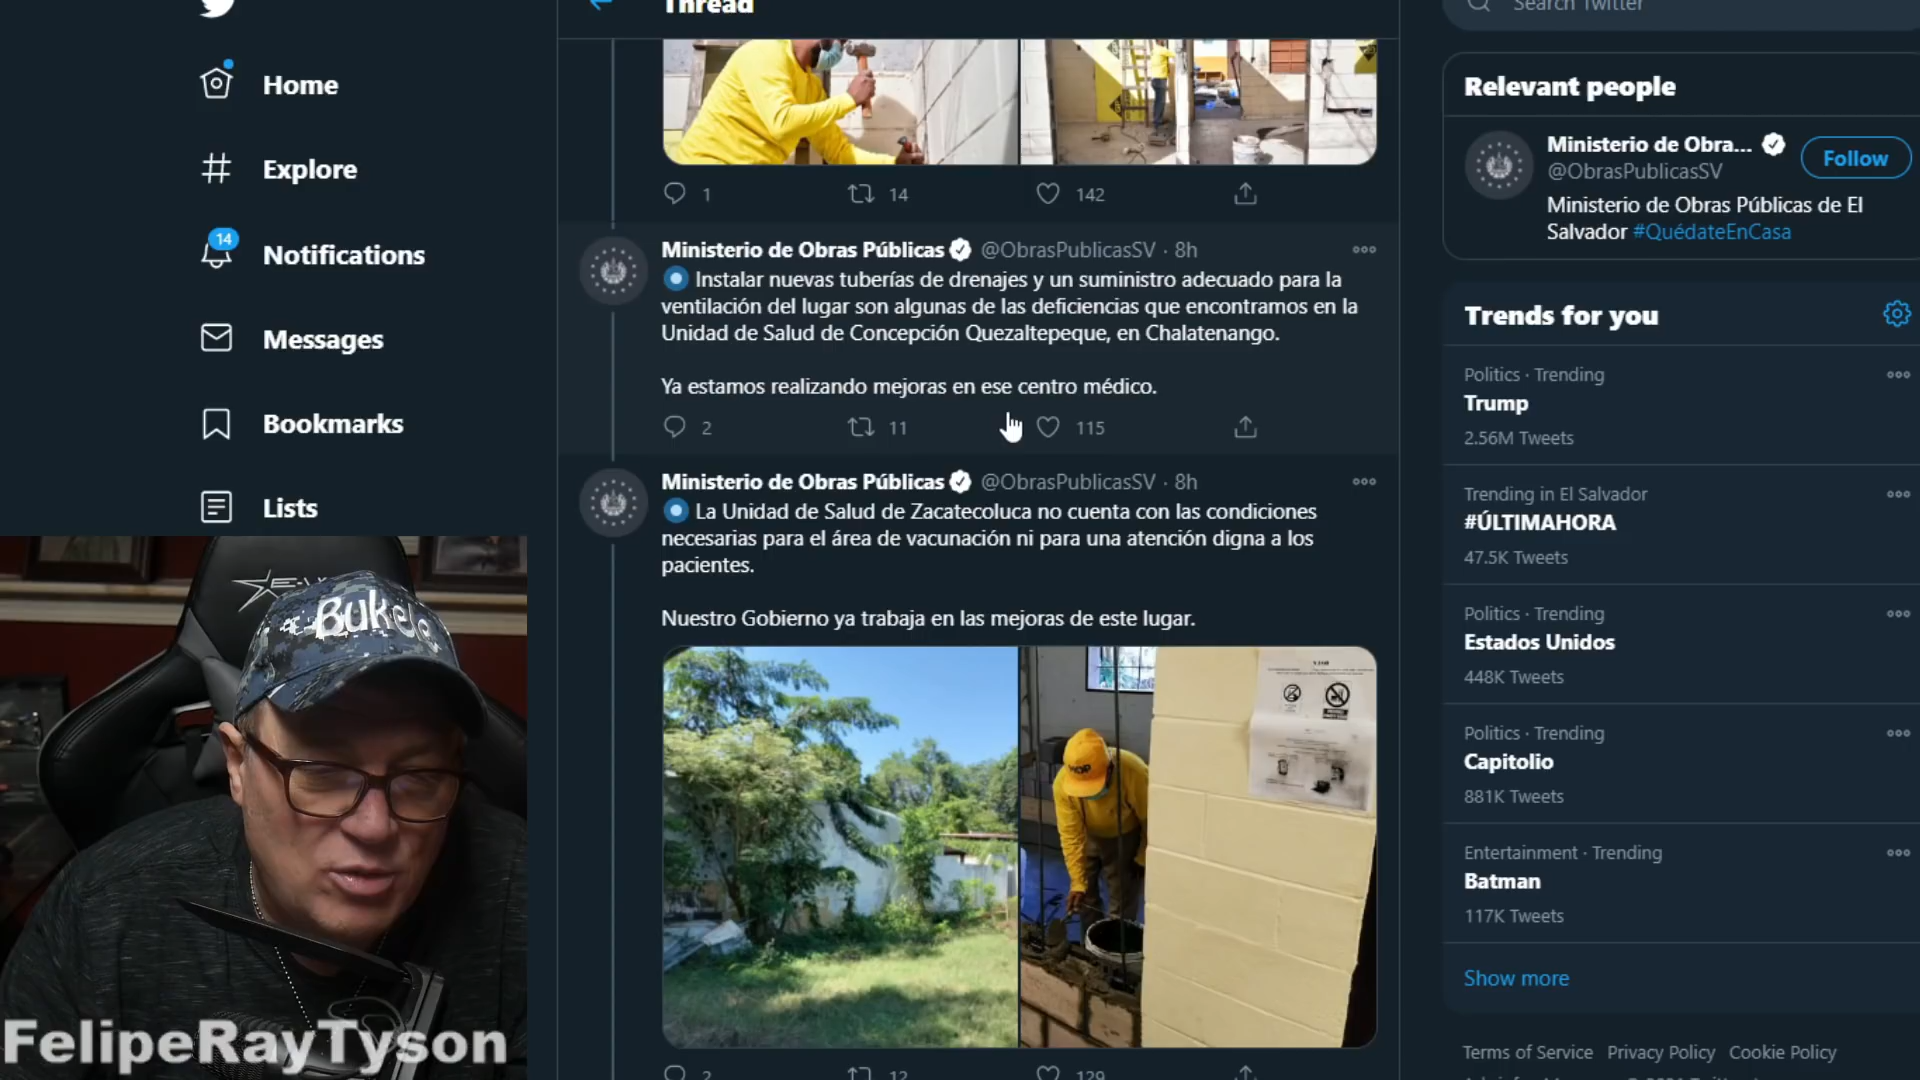 Thread
Home
Explore
14
Notifications
Messages
Bookmarks
Lists
1 14 142
Ministerio de Obras Públicas @ObrasPublicasSV · 8h
Instalar nuevas tuberías de drenajes y un suministro adecuado para la
ventilación del lugar son algunas de las deficiencias que encontramos en la
Unidad de Salud de Concepción Quezaltepeque, en Chalatenango.
Ya estamos realizando mejoras en ese centro médico.
2 11 115
Ministerio de Obras Públicas @ObrasPublicasSV · 8h
La Unidad de Salud de Zacatecoluca no cuenta con las condiciones
necesarias para el área de vacunación ni para una atención digna a los
pacientes.
Nuestro Gobierno ya trabaja en las mejoras de este lugar.
MOP
2 12 129
Search Twitter
Relevant people
Ministerio de Obra...
@ObrasPublicasSV
Follow
Ministerio de Obras Públicas de El
Salvador #QuédateEnCasa
Trends for you
Politics · Trending
Trump
2.56M Tweets
Trending in El Salvador
#ÚLTIMAHORA
47.5K Tweets
Politics · Trending
Estados Unidos
448K Tweets
Politics · Trending
Capitolio
881K Tweets
Entertainment · Trending
Batman
117K Tweets
Show more
Terms of Service Privacy Policy Cookie Policy
Bukele
FelipeRayTyson